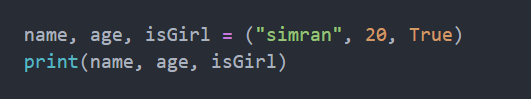 name, age, isGirl = ("simran", 20, True)
print(name, age, isGirl)